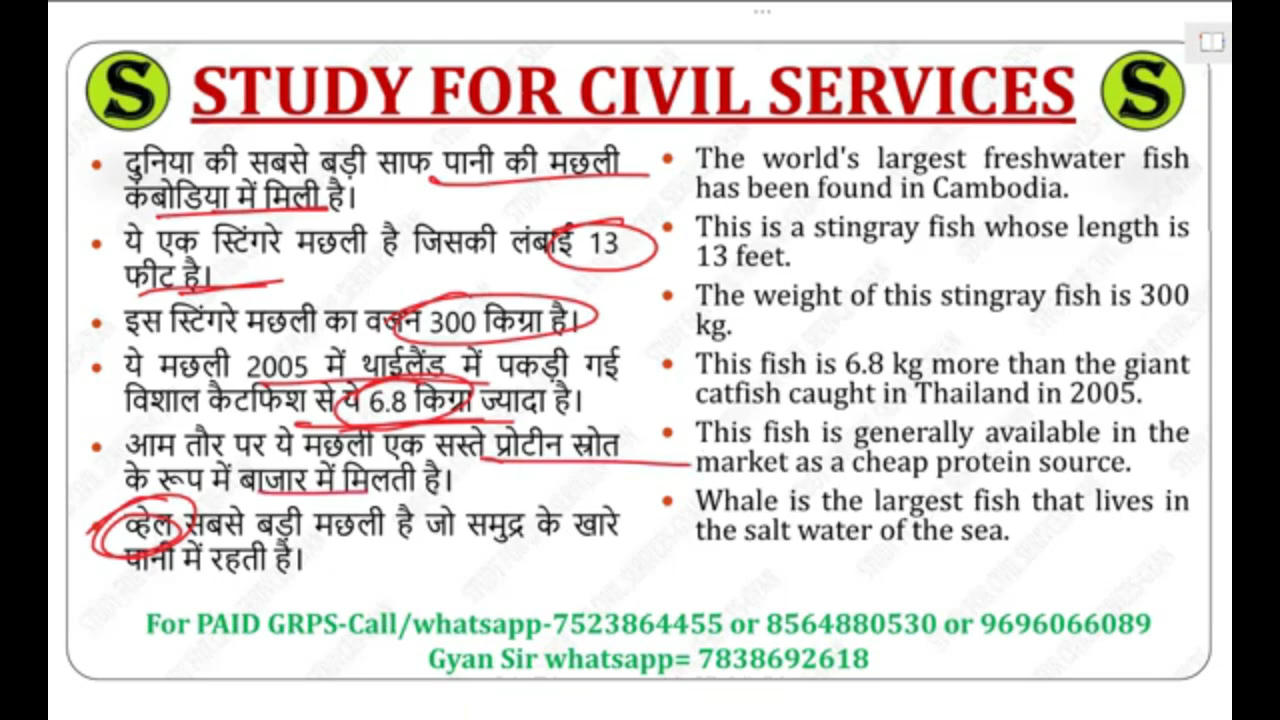 S STUDY FOR CIVIL SERVICES S
दुनिया की सबसे बड़ी साफ पानी की मछली
कंबोडिया में मिली है।
ये एक स्टिंगरे मछली है जिसकी लंबाई 13
फीट है।
इस स्टिंगरे मछली का वजन 300 किग्रा है।
ये मछली 2005 में थाईलैंड में पकड़ी गई
विशाल कैटफिश से ये 6.8 किग्रा ज्यादा है।
आम तौर पर ये मछली एक सस्ते प्रोटीन स्रोत
के रूप में बाजार में मिलती है।
व्हेल सबसे बड़ी मछली है जो समुद्र के खारे
पानी में रहती है।
The world's largest freshwater fish
has been found in Cambodia.
This is a stingray fish whose length is
13 feet.
The weight of this stingray fish is 300
kg.
This fish is 6.8 kg more than the giant
catfish caught in Thailand in 2005.
This fish is generally available in the
market as a cheap protein source.
Whale is the largest fish that lives in
the salt water of the sea.
For PAID GRPS-Call/whatsapp-7523864455 or 8564880530 or 9696066089
Gyan Sir whatsapp= 7838692618